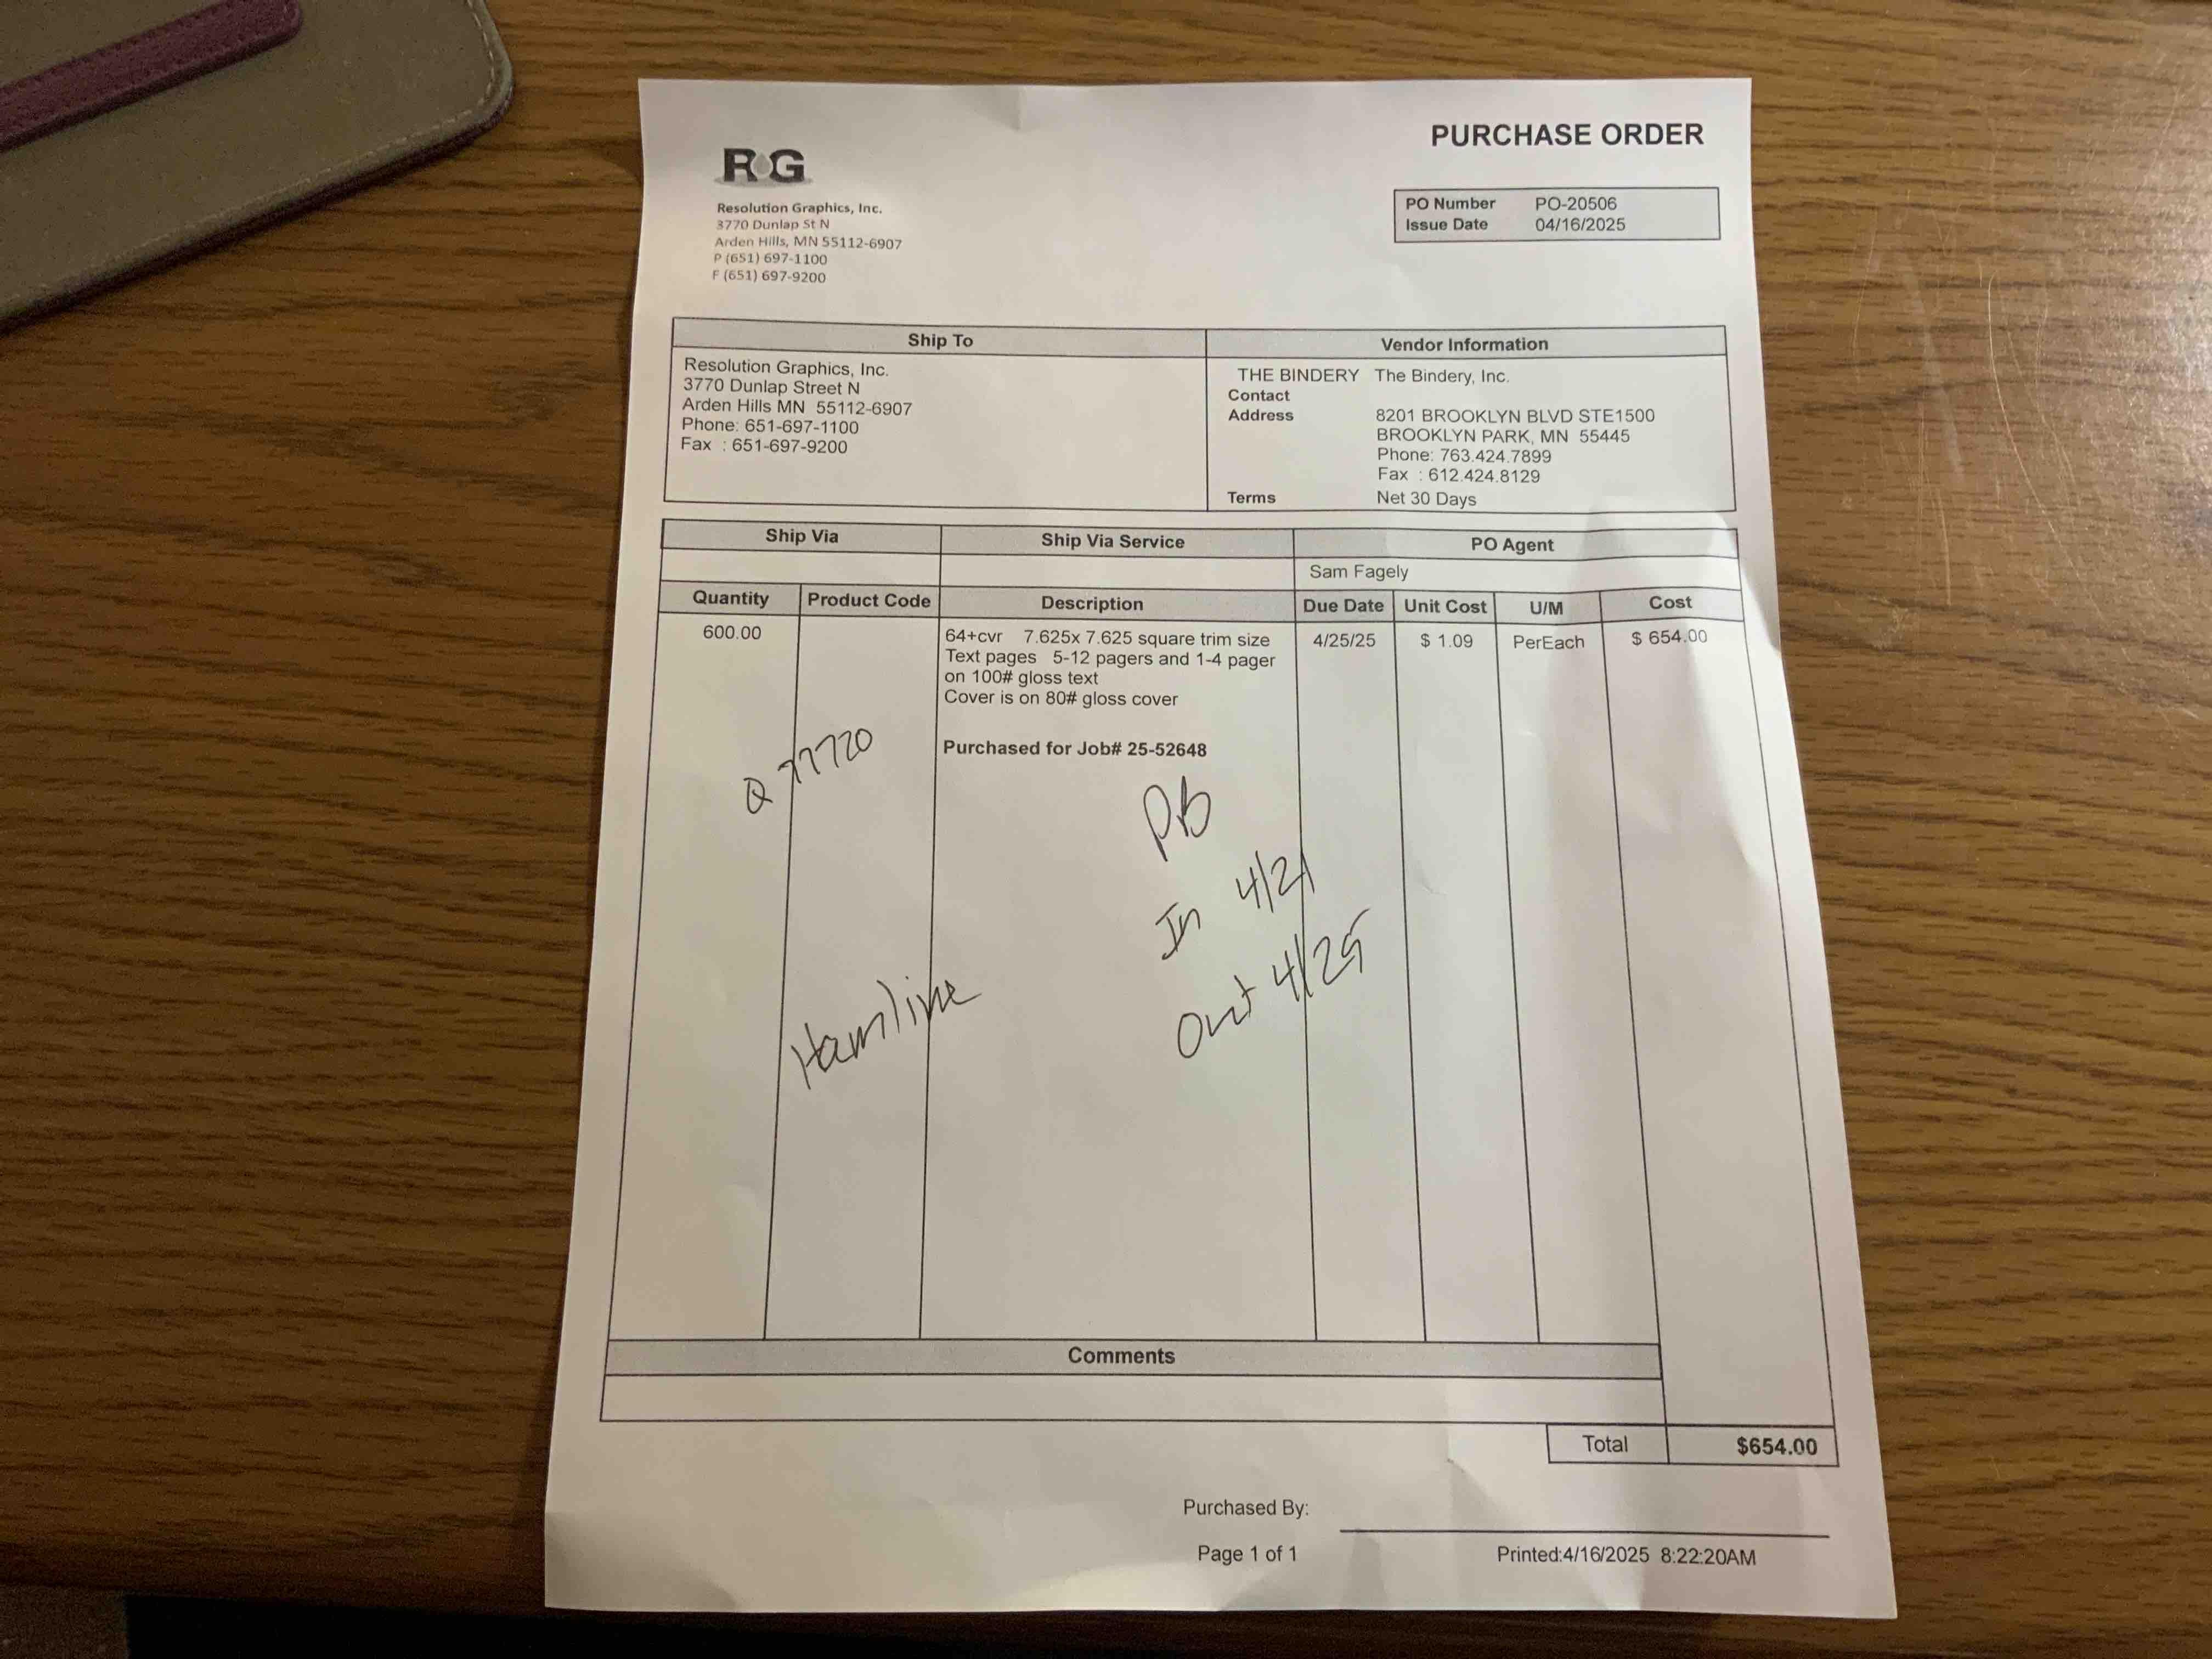 PURCHASE ORDER
RG
Resolution Graphics, Inc.
3770 Dunlap St N
Arden Hills, MN 55112-6907
P (651) 697-1100
F (651) 697-9200
PO Number PO-20506
Issue Date 04/16/2025
Ship To
Resolution Graphics, Inc.
3770 Dunlap Street N
Arden Hills MN 55112-6907
Phone: 651-697-1100
Fax : 651-697-9200
Vendor Information
THE BINDERY The Bindery, Inc.
Contact
Address 8201 BROOKLYN BLVD STE1500
BROOKLYN PARK, MN 55445
Phone: 763.424.7899
Fax : 612.424.8129
Terms Net 30 Days
Ship Via Ship Via Service PO Agent
Sam Fagely
Quantity Product Code Description Due Date Unit Cost U/M Cost
600.00 64+cvr 7.625x 7.625 square trim size 4/25/25 $ 1.09 PerEach $ 654.00
Text pages 5-12 pagers and 1-4 pager
on 100# gloss text
Cover is on 80# gloss cover
Purchased for Job# 25-52648
Q 77720
PB
In 4/21
Out 4/25
Hamline
Comments
Total $654.00
Purchased By:
Page 1 of 1 Printed:4/16/2025 8:22:20AM